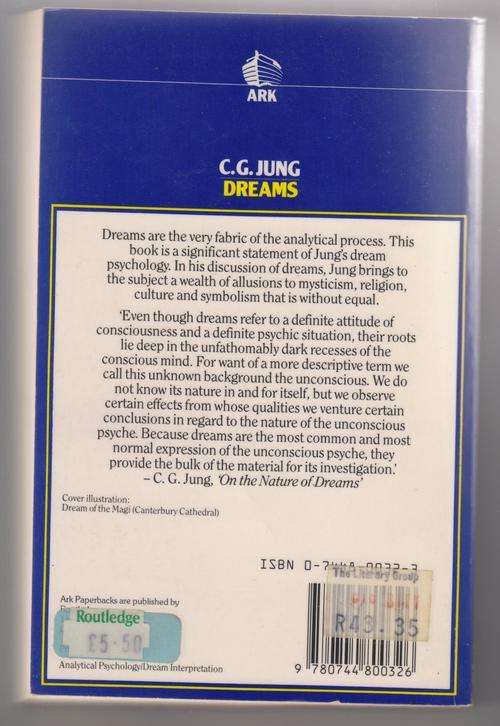 ARK
C.G. JUNG
DREAMS
Dreams are the very fabric of the analytical process. This
book is a significant statement of Jung's dream
psychology. In his discussion of dreams, Jung brings to
the subject a wealth of allusions to mysticism, religion,
culture and symbolism that is without equal.
'Even though dreams refer to a definite attitude of
consciousness and a definite psychic situation, their roots
lie deep in the unfathomably dark recesses of the
conscious mind. For want of a more descriptive term we
call this unknown background the unconscious. We do
not know its nature in and for itself, but we observe
certain effects from whose qualities we venture certain
conclusions in regard to the nature of the unconscious
psyche. Because dreams are the most common and most
normal expression of the unconscious psyche, they
provide the bulk of the material for its investigation.'
– C. G. Jung, 'On the Nature of Dreams'
Cover illustration:
Dream of the Magi (Canterbury Cathedral)
ISBN 0-
The Literary Group
R43.35
Ark Paperbacks are published by
Routledge
£5.50
Analytical Psychology/Dream Interpretation
9 780744 800326